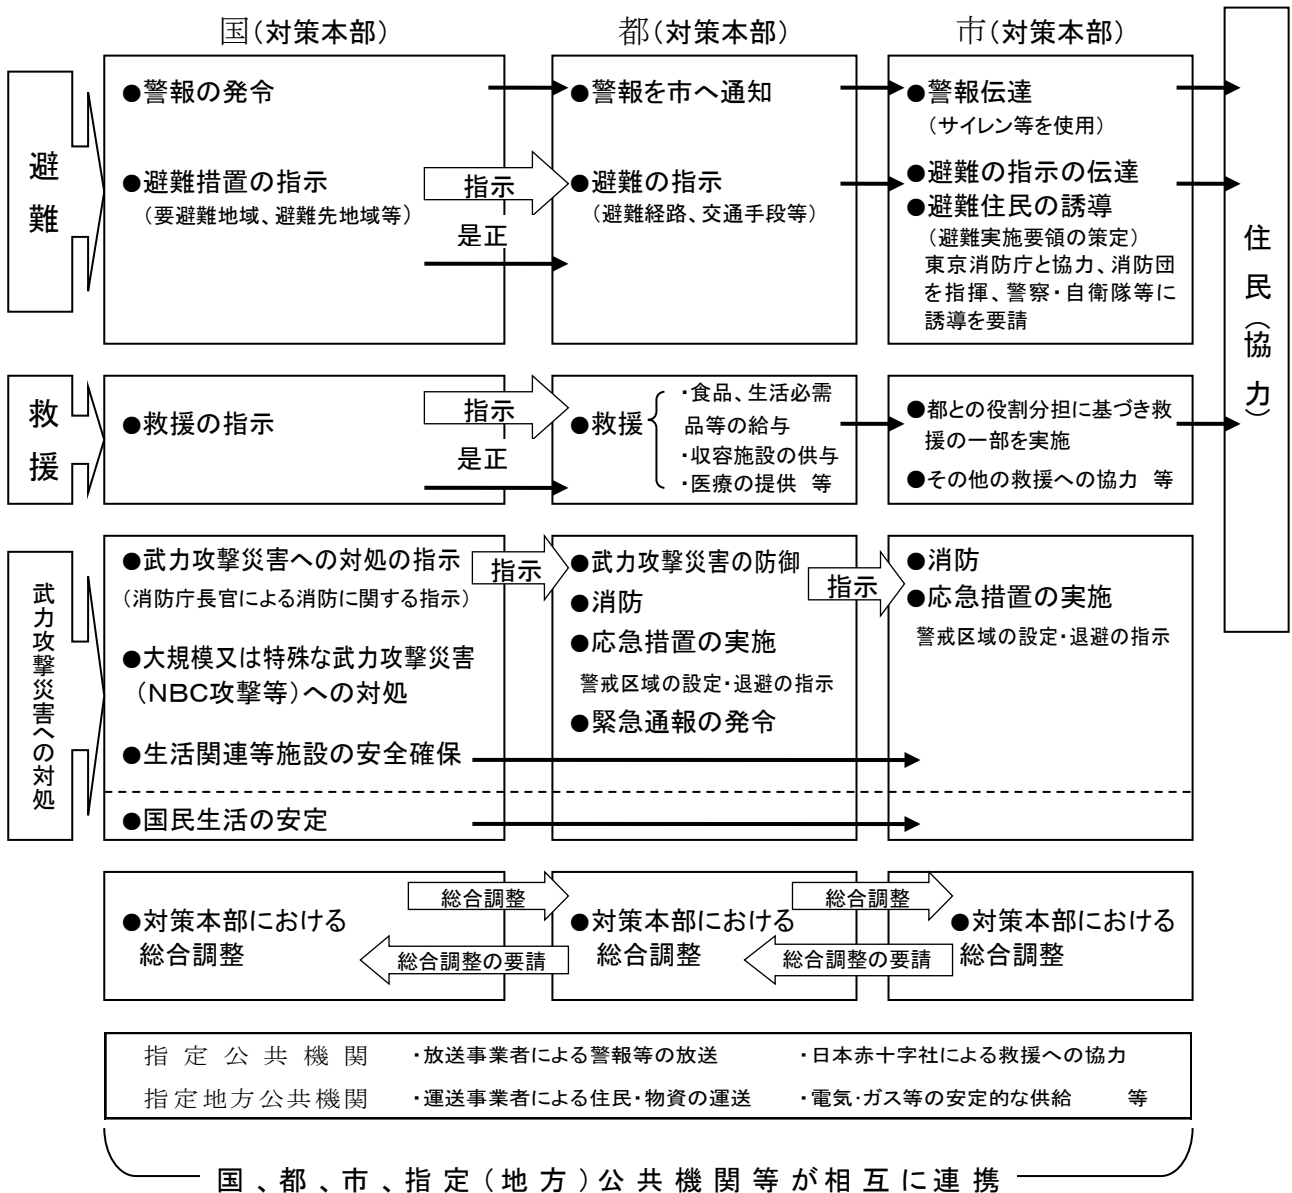 国(対策本部)
都(対策本部)
市(対策本部)
避難
●警報の発令
●避難措置の指示
(要避難地域、避難先地域等)
指示
是正
●警報を市へ通知
●避難の指示
(避難経路、交通手段等)
●警報伝達
(サイレン等を使用)
●避難の指示の伝達
●避難住民の誘導
(避難実施要領の策定)
東京消防庁と協力、消防団
を指揮、警察・自衛隊等に
誘導を要請
住民(協力)
救援
●救援の指示
指示
是正
●救援
・食品、生活必需
品等の給与
・収容施設の供与
・医療の提供 等
●都との役割分担に基づき救
援の一部を実施
●その他の救援への協力 等
武力攻撃災害への対処
●武力攻撃災害への対処の指示
(消防庁長官による消防に関する指示)
●大規模又は特殊な武力攻撃災害
(NBC攻撃等)への対処
●生活関連等施設の安全確保
●国民生活の安定
指示
●武力攻撃災害の防御
●消防
●応急措置の実施
警戒区域の設定・退避の指示
●緊急通報の発令
指示
●消防
●応急措置の実施
警戒区域の設定・退避の指示
●対策本部における
総合調整
総合調整
総合調整の要請
●対策本部における
総合調整
総合調整
総合調整の要請
●対策本部における
総合調整
指定公共機関 ・放送事業者による警報等の放送 ・日本赤十字社による救援への協力
指定地方公共機関 ・運送事業者による住民・物資の運送 ・電気・ガス等の安定的な供給 等
国、都、市、指定(地方)公共機関等が相互に連携